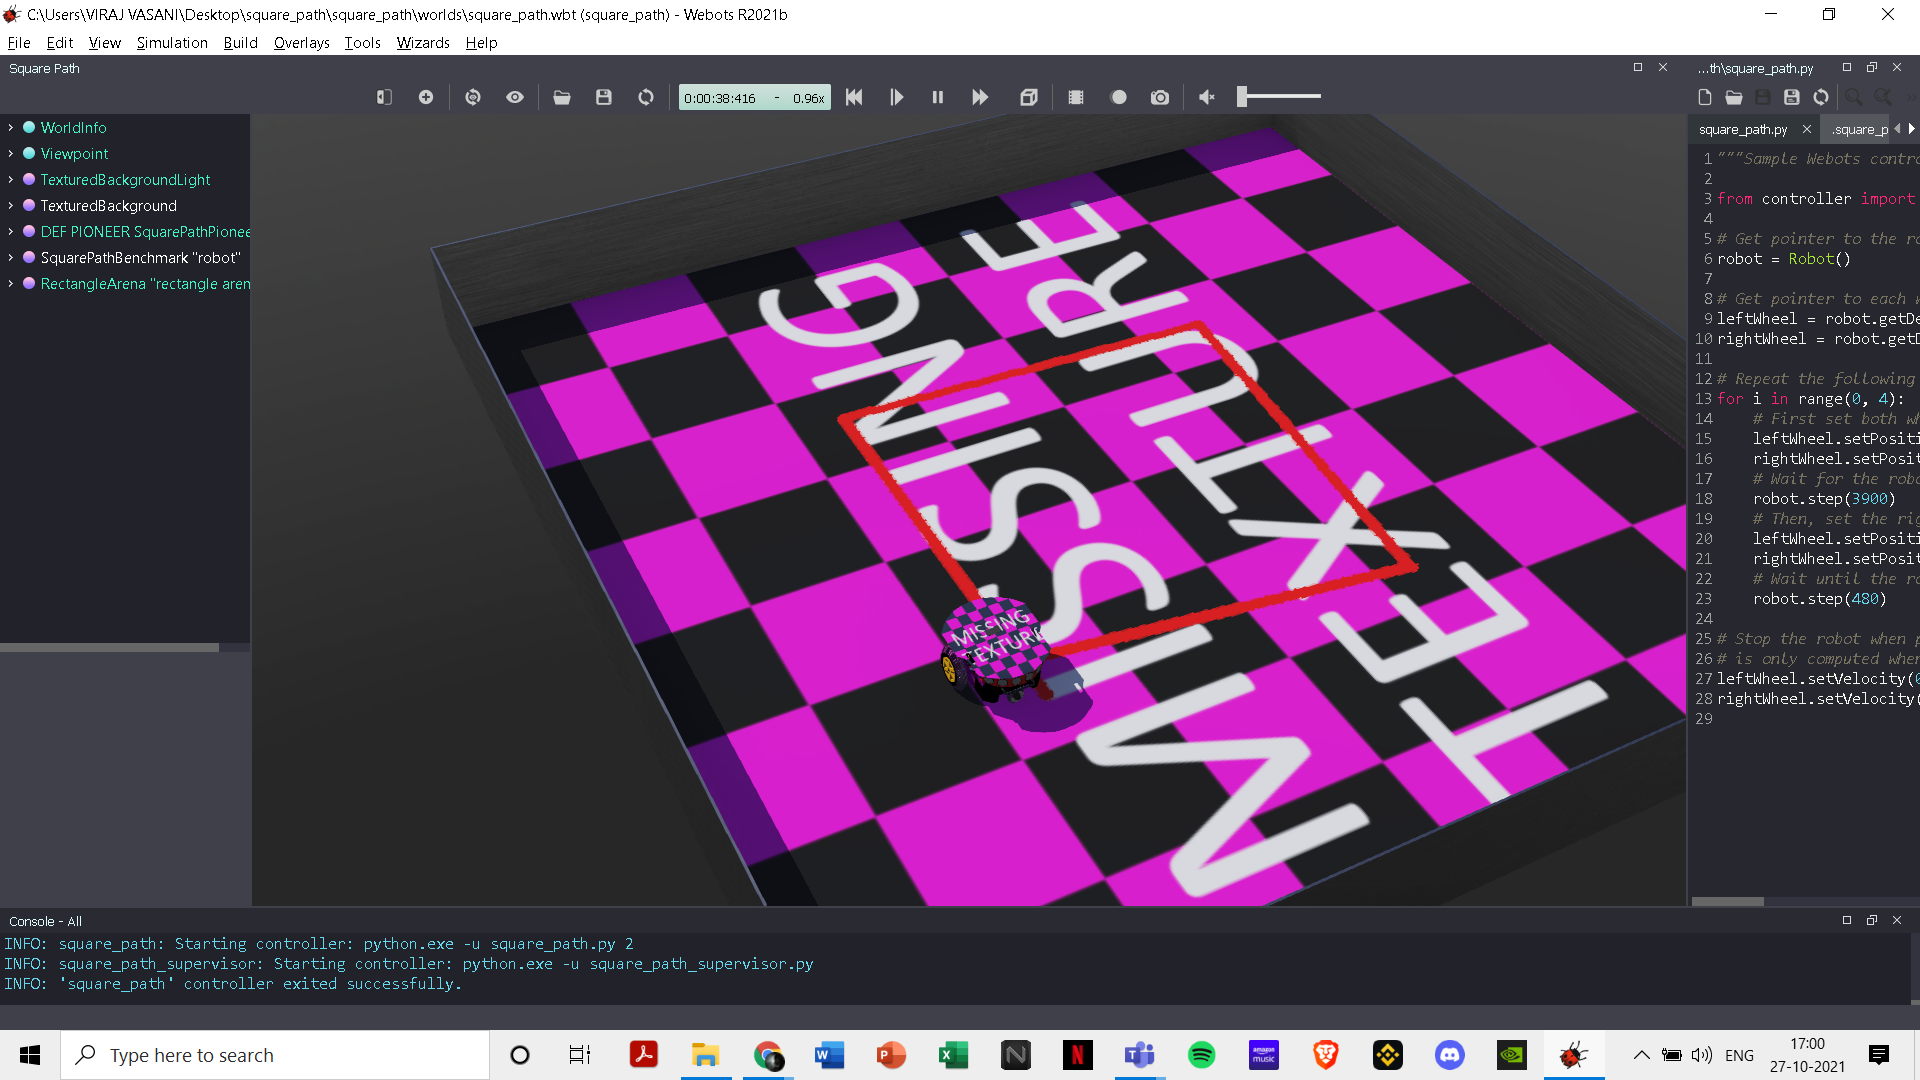 C:\Users\VIRAJ VASANI\Desktop\square_path\square_path\worlds\square_path.wbt (square_path) - Webots R2021b
File Edit View Simulation Build Overlays Tools Wizards Help
Square Path
0:00:38:416 - 0.96x
WorldInfo
Viewpoint
TexturedBackgroundLight
TexturedBackground
DEF PIONEER SquarePathPionee
SquarePathBenchmark "robot"
RectangleArena "rectangle aren
MISSING
TEXTURE
MISSING
TEXTURE
...th\square_path.py
square_path.py .square_p
1 """Sample Webots contro
2
3 from controller import
4
5 # Get pointer to the ro
6 robot = Robot()
7
8 # Get pointer to each w
9 leftWheel = robot.getDe
10 rightWheel = robot.getD
11
12 # Repeat the following
13 for i in range(0, 4):
14 # First set both wh
15 leftWheel.setPositi
16 rightWheel.setPosit
17 # Wait for the robo
18 robot.step(3900)
19 # Then, set the rig
20 leftWheel.setPositi
21 rightWheel.setPosit
22 # Wait until the ro
23 robot.step(480)
24
25 # Stop the robot when p
26 # is only computed when
27 leftWheel.setVelocity(0
28 rightWheel.setVelocity(
29
Console - All
INFO: square_path: Starting controller: python.exe -u square_path.py 2
INFO: square_path_supervisor: Starting controller: python.exe -u square_path_supervisor.py
INFO: 'square_path' controller exited successfully.
Type here to search
amazon music
ENG
17:00
27-10-2021